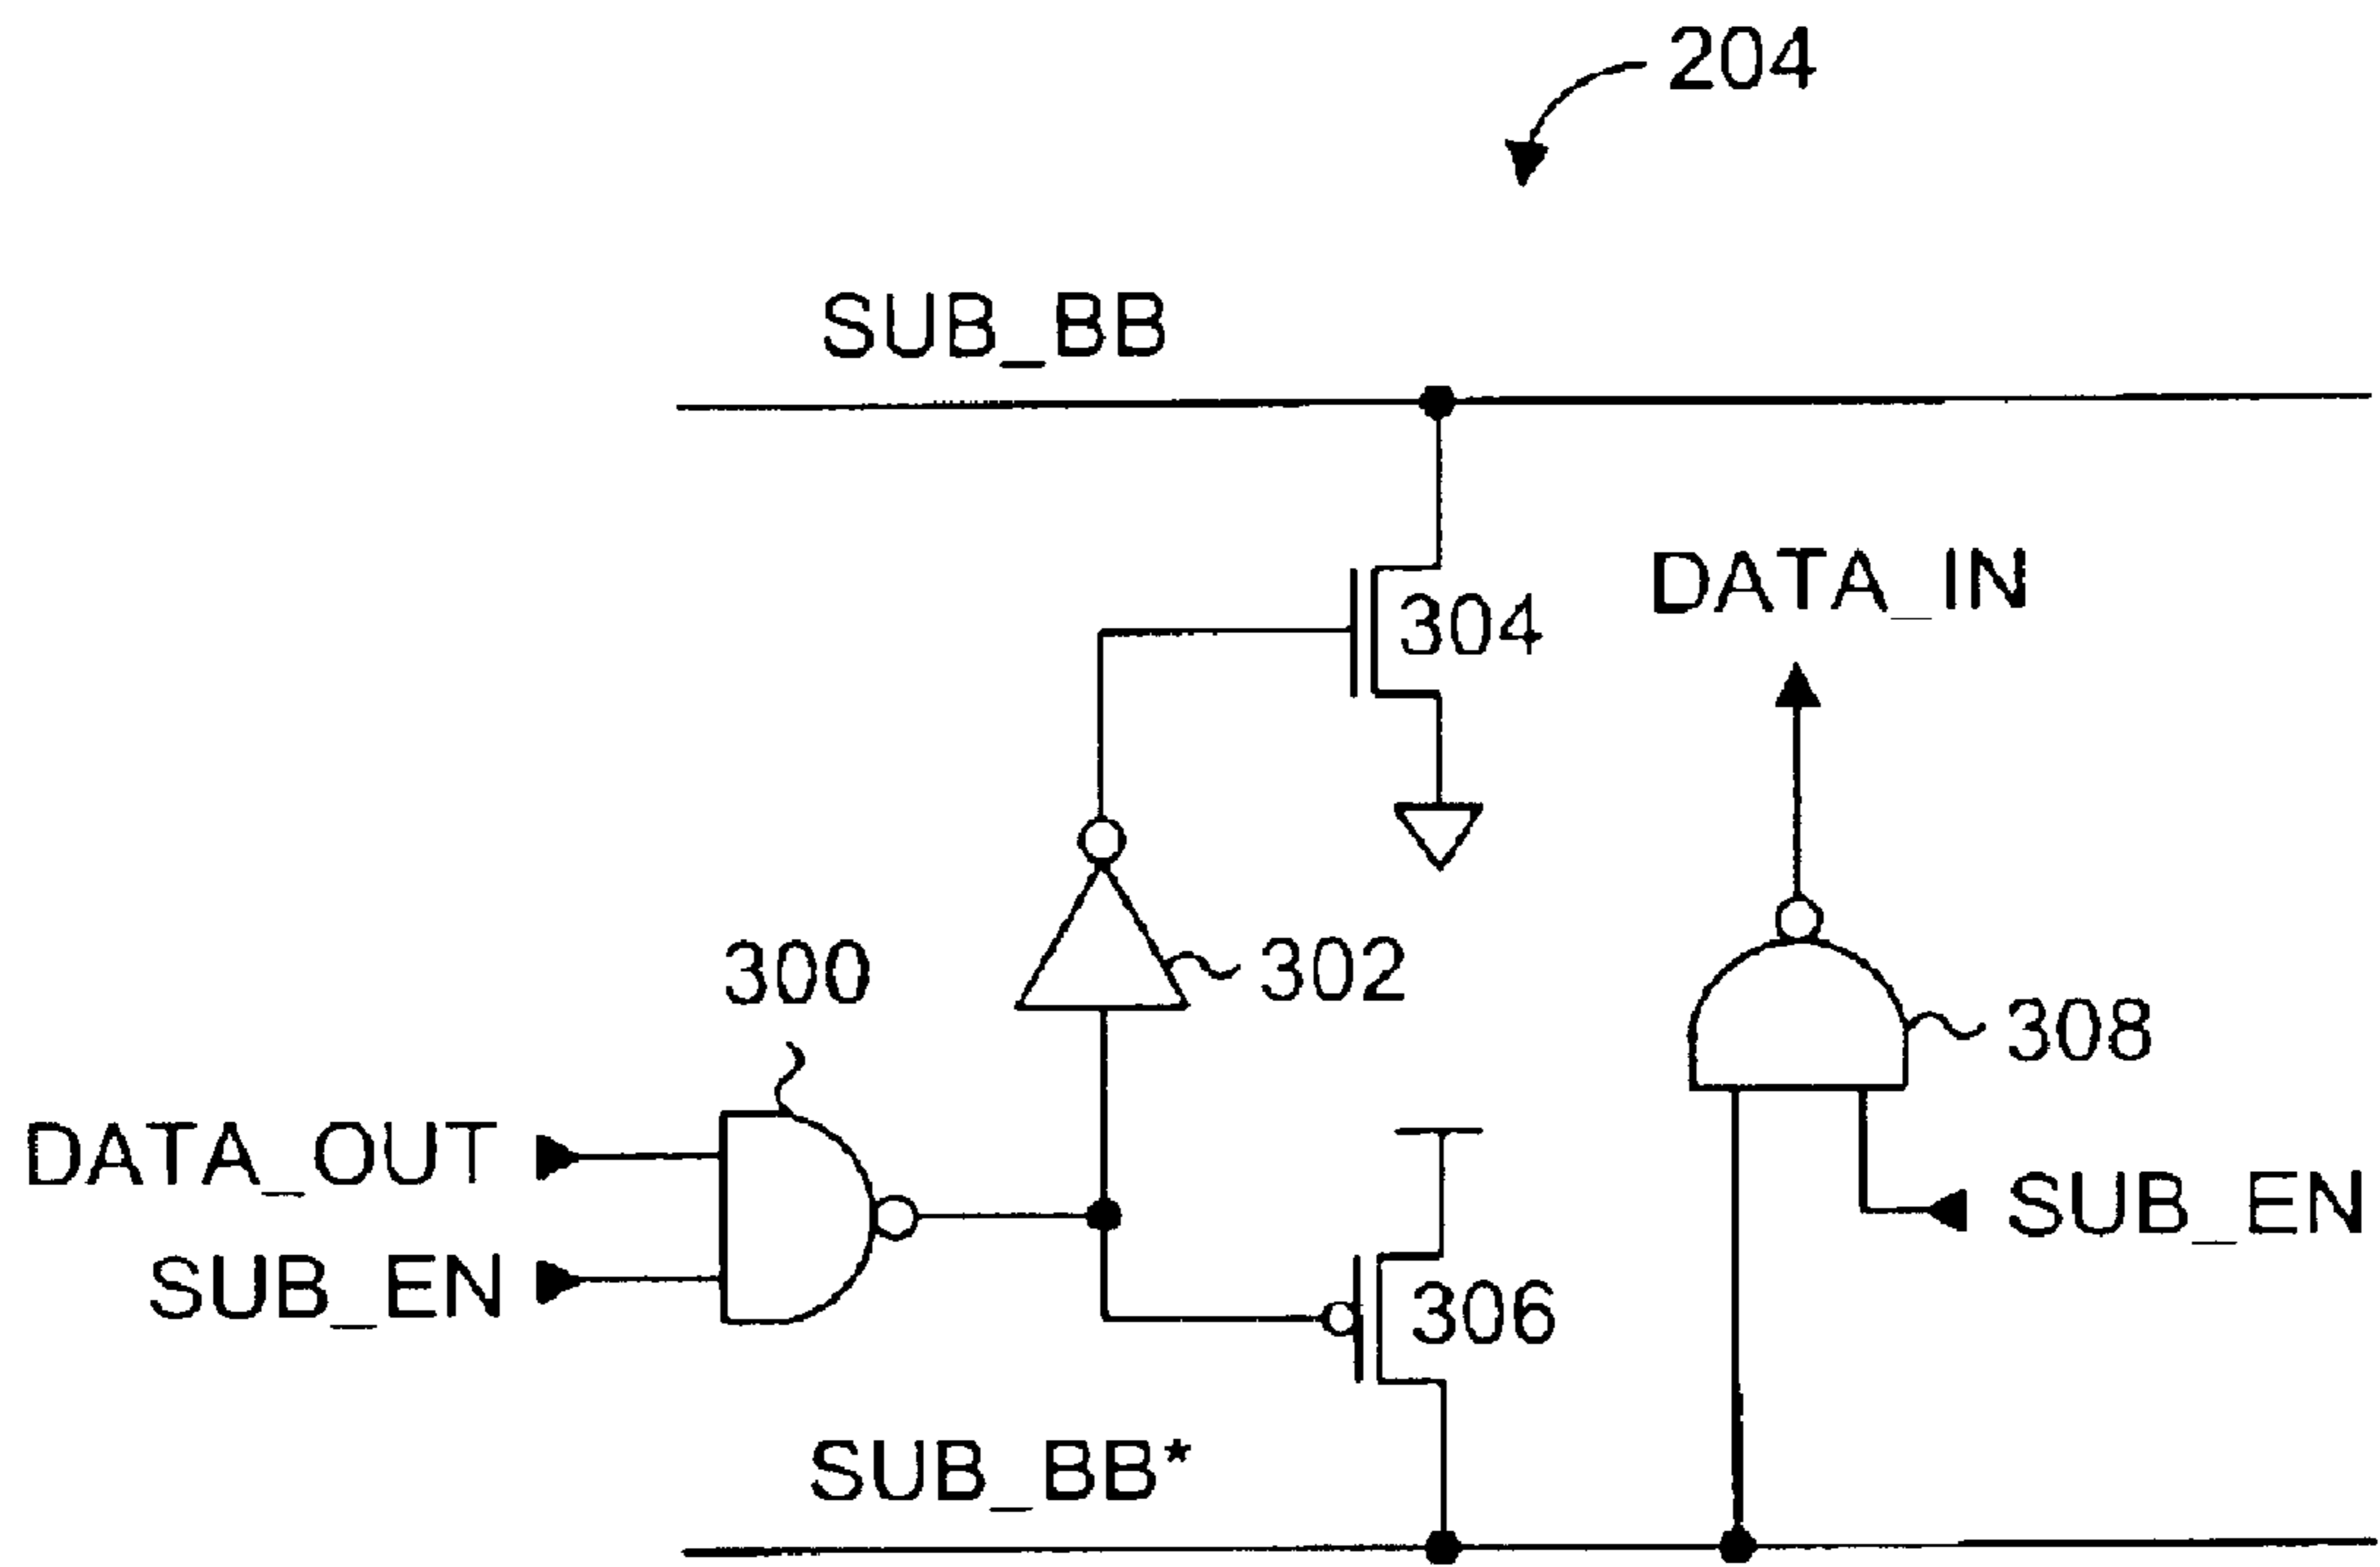 204
SUB_BB
304
DATA_IN
300
302
308
DATA_OUT
SUB_EN
SUB_EN
306
SUB_BB*